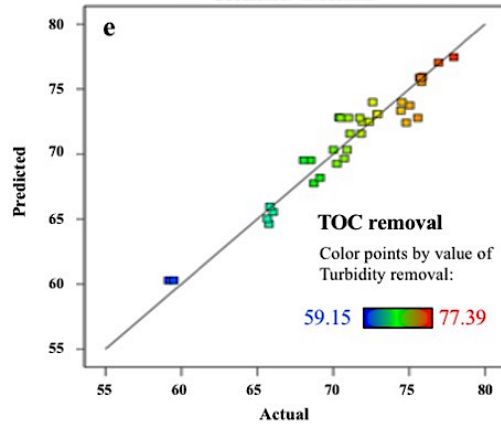 e
80
75
70
65
60
55
Predicted
TOC removal
Color points by value of
Turbidity removal:
59.15 77.39
55 60 65 70 75 80
Actual